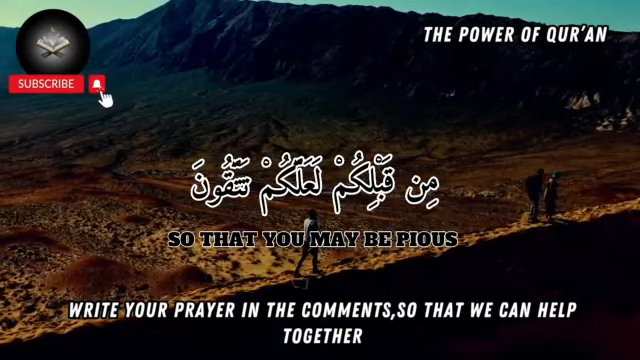 THE POWER OF QUR'AN
SUBSCRIBE
مِن قَبْلِكُمْ لَعَلَّكُمْ تَتَّقُونَ
SO THAT YOU MAY BE PIOUS
WRITE YOUR PRAYER IN THE COMMENTS,SO THAT WE CAN HELP
TOGETHER